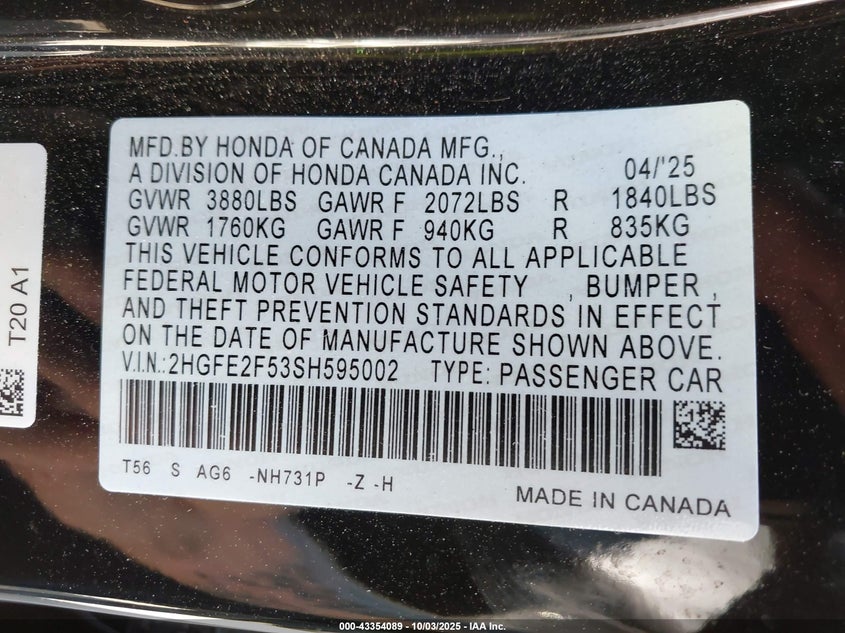 MFD.BY HONDA OF CANADA MFG.,
A DIVISION OF HONDA CANADA INC. 04/'25
GVWR 3880LBS GAWR F 2072LBS R 1840LBS
GVWR 1760KG GAWR F 940KG R 835KG
THIS VEHICLE CONFORMS TO ALL APPLICABLE
FEDERAL MOTOR VEHICLE SAFETY , BUMPER ,
AND THEFT PREVENTION STANDARDS IN EFFECT
ON THE DATE OF MANUFACTURE SHOWN ABOVE.
V.I.N.:2HGFE2F53SH595002 TYPE: PASSENGER CAR
T56 S AG6 -NH731P -Z -H
MADE IN CANADA
T20 A1
000-43354089 - 10/03/2025 - IAA Inc.